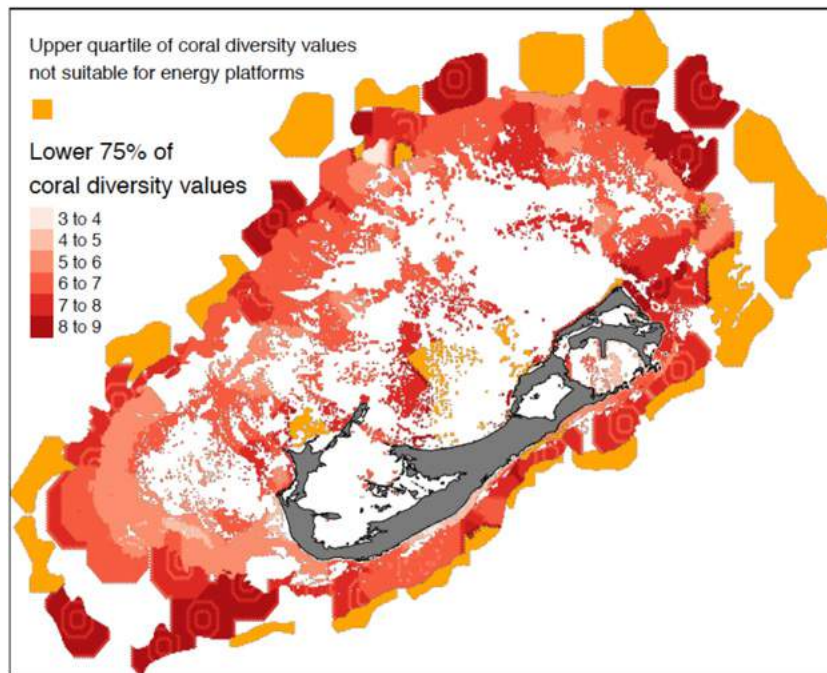 Upper quartile of coral diversity values
not suitable for energy platforms
Lower 75% of
coral diversity values
3 to 4
4 to 5
5 to 6
6 to 7
7 to 8
8 to 9